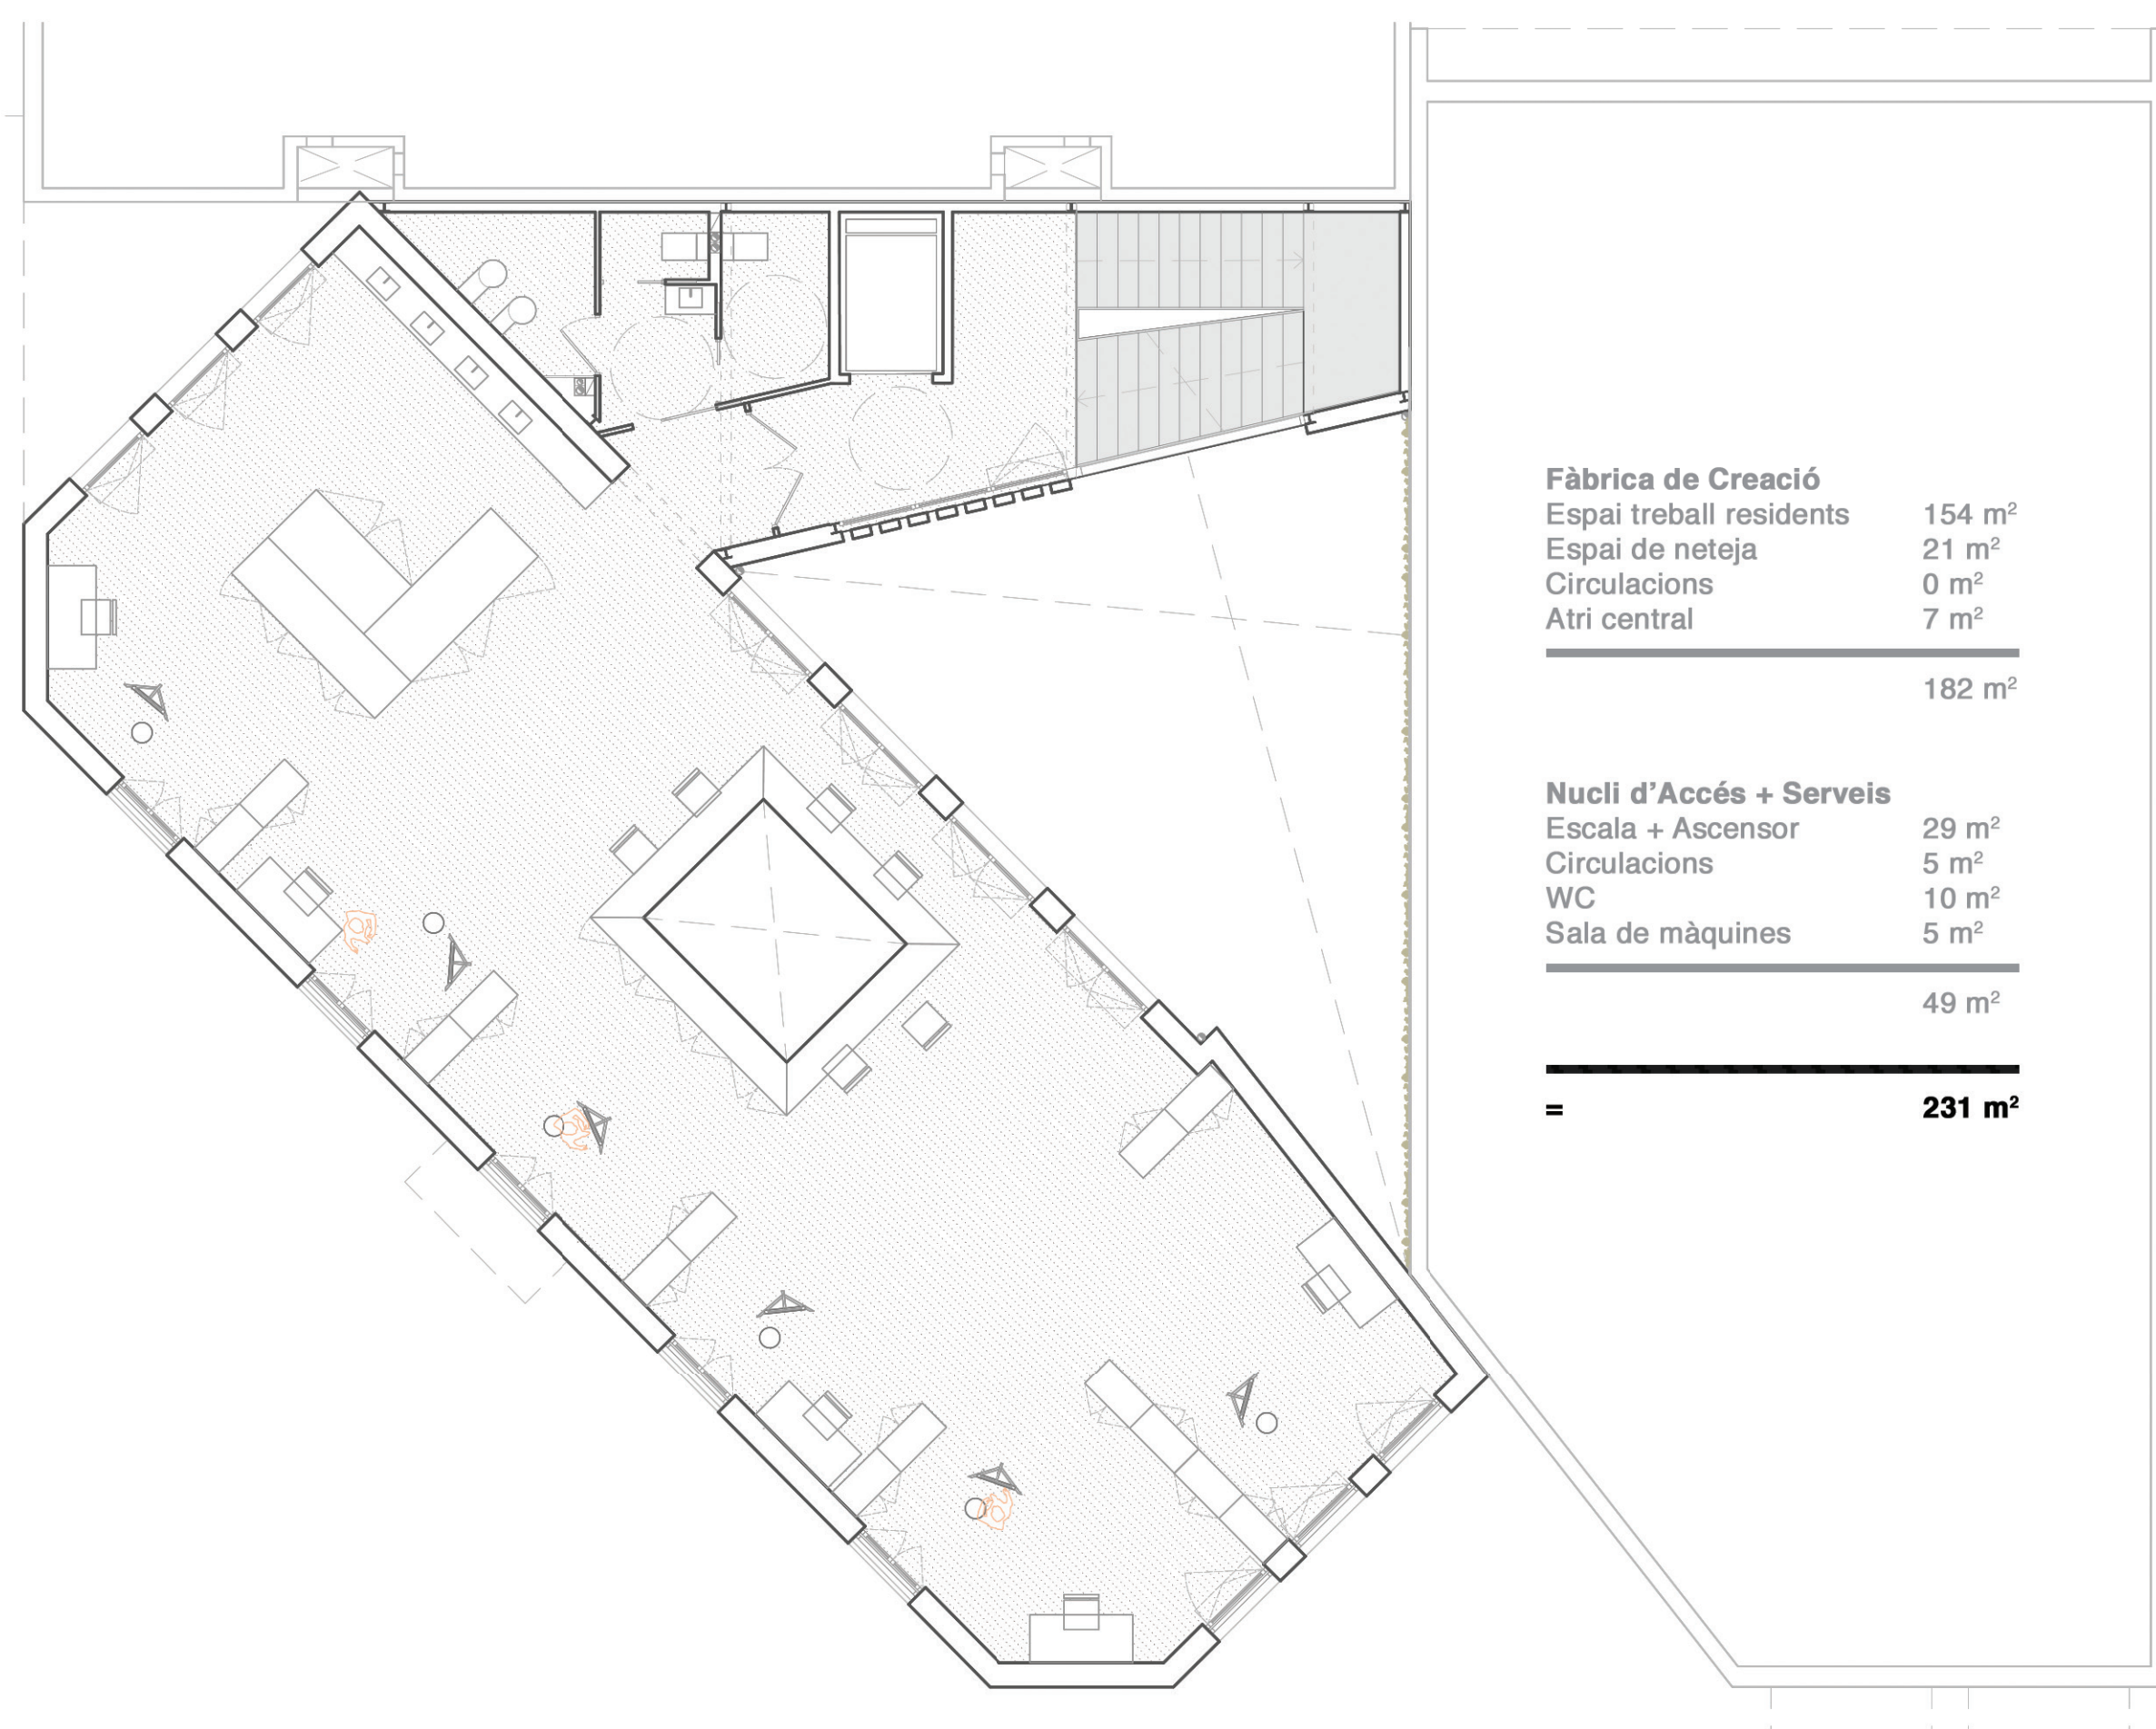 Fàbrica de Creació
Espai treball residents 154 m²
Espai de neteja 21 m²
Circulacions 0 m²
Atri central 7 m²
182 m²
Nucli d'Accés + Serveis
Escala + Ascensor 29 m²
Circulacions 5 m²
WC 10 m²
Sala de màquines 5 m²
49 m²
= 231 m²